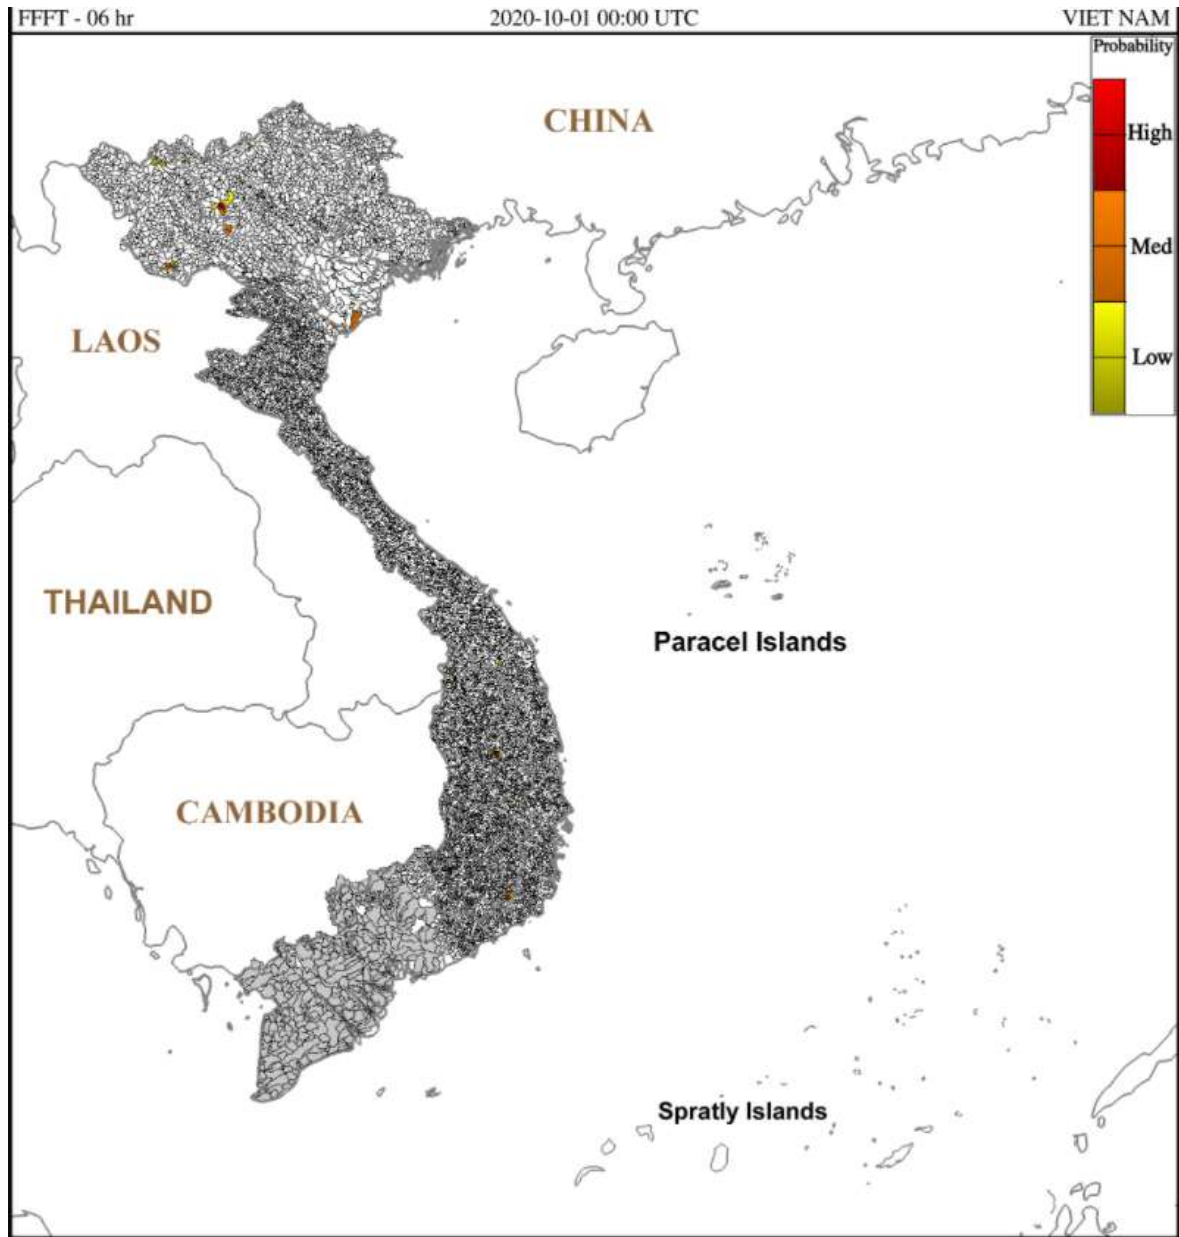 FFFT - 06 hr 2020-10-01 00:00 UTC VIET NAM
Probability
CHINA
High
Med
LAOS
Low
THAILAND
Paracel Islands
CAMBODIA
Spratly Islands